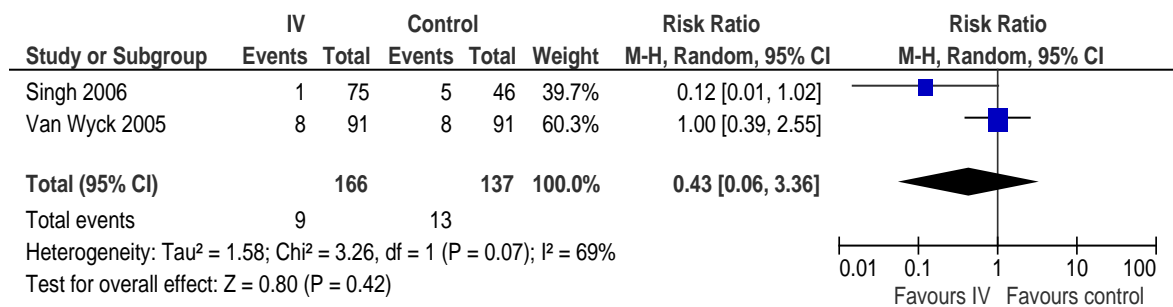 IV Control Risk Ratio Risk Ratio
Study or Subgroup Events Total Events Total Weight M-H, Random, 95% CI M-H, Random, 95% CI
Singh 2006 1 75 5 46 39.7% 0.12 [0.01, 1.02]
Van Wyck 2005 8 91 8 91 60.3% 1.00 [0.39, 2.55]
Total (95% CI) 166 137 100.0% 0.43 [0.06, 3.36]
Total events 9 13
Heterogeneity: Tau² = 1.58; Chi² = 3.26, df = 1 (P = 0.07); I² = 69%
Test for overall effect: Z = 0.80 (P = 0.42)
0.01 0.1 1 10 100
Favours IV Favours control